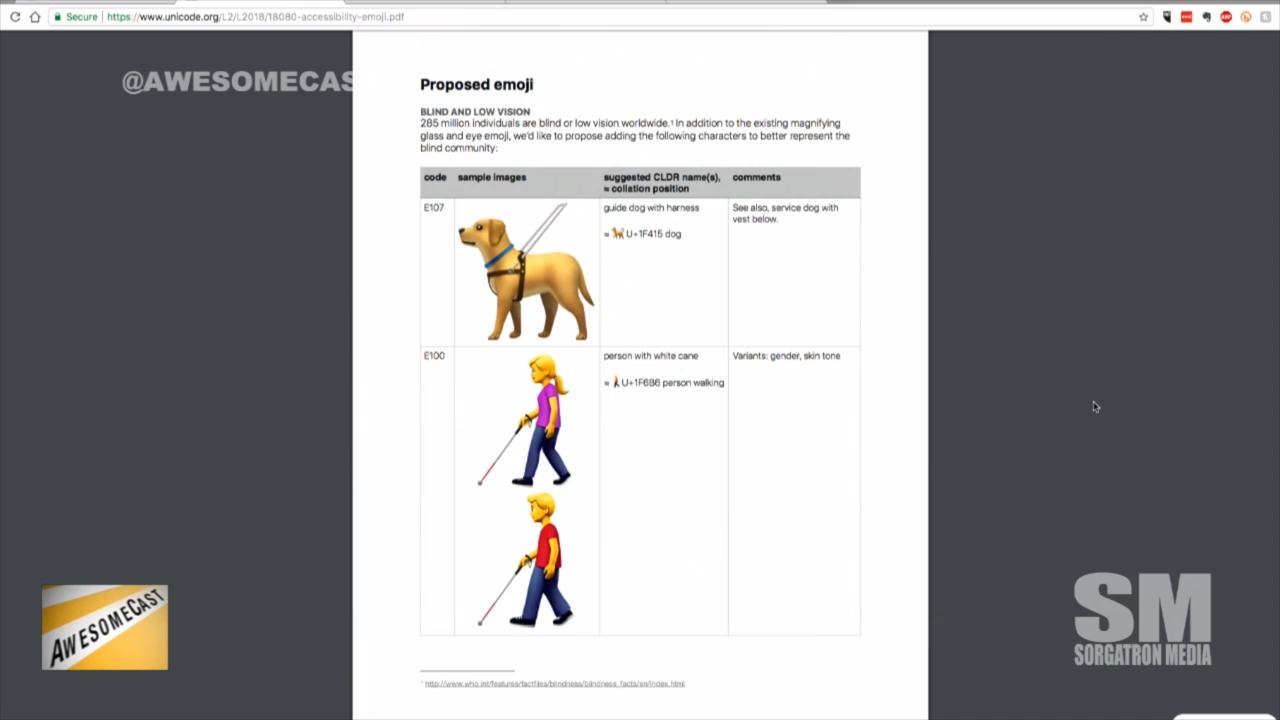 Secure | https://www.unicode.org/L2/L2018/18080-accessibility-emoji.pdf
@AWESOMECAS
Proposed emoji
BLIND AND LOW VISION
285 million individuals are blind or low vision worldwide.¹ In addition to the existing magnifying
glass and eye emoji, we'd like to propose adding the following characters to better represent the
blind community:
code sample images suggested CLDR name(s), comments
≈ collation position
E107 guide dog with harness See also, service dog with
vest below.
≈ U+1F415 dog
E100 person with white cane Variants: gender, skin tone
≈ U+1F6B6 person walking
AWESOMECAST
SM
SORGATRON MEDIA
¹ http://www.who.int/features/factfiles/blindness/blindness_facts/en/index.html